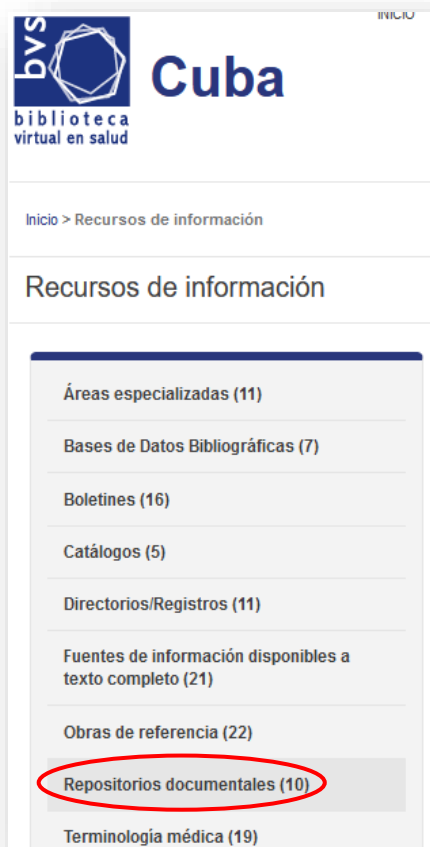 INICIO
bvs
Cuba
biblioteca
virtual en salud
Inicio > Recursos de información
Recursos de información
Áreas especializadas (11)
Bases de Datos Bibliográficas (7)
Boletines (16)
Catálogos (5)
Directorios/Registros (11)
Fuentes de información disponibles a
texto completo (21)
Obras de referencia (22)
Repositorios documentales (10)
Terminología médica (19)